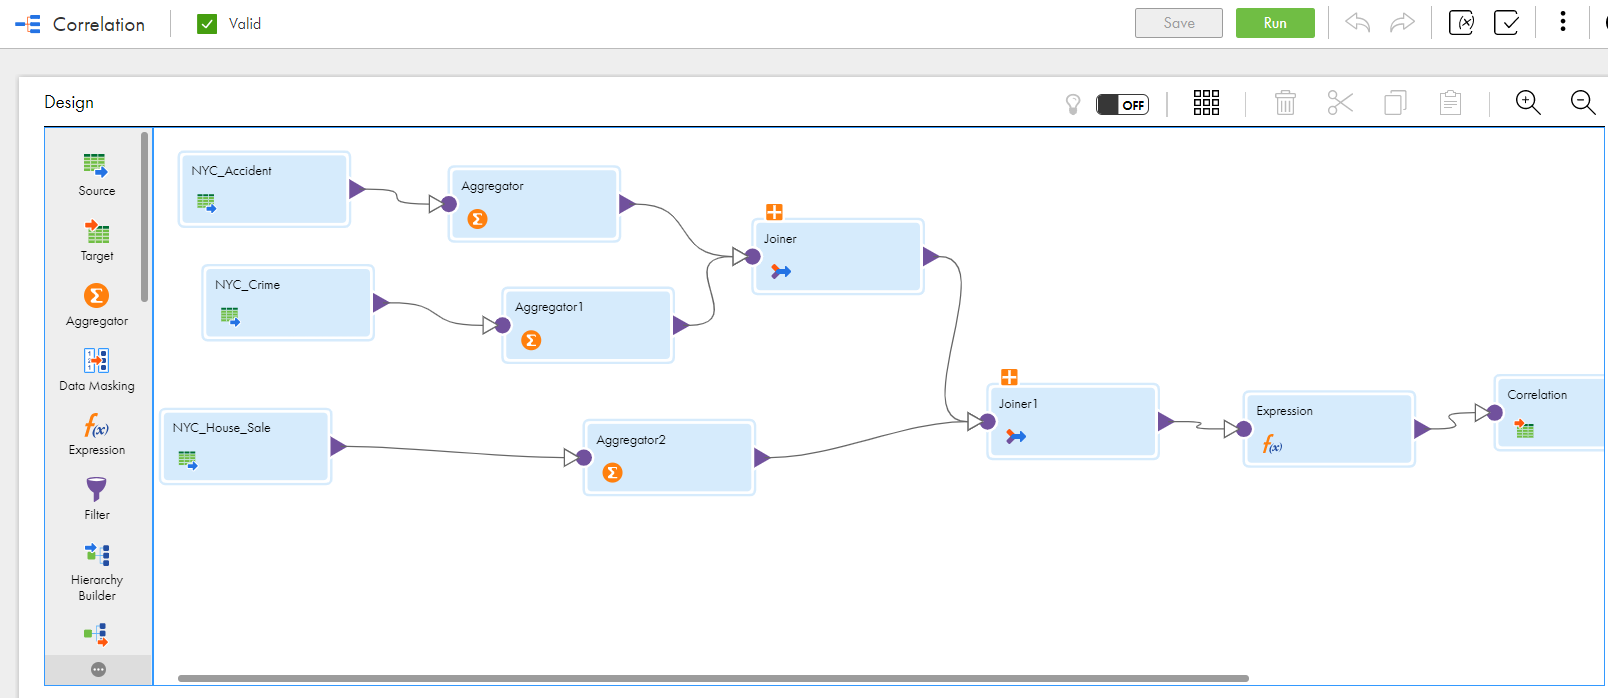 Correlation
Valid
Save
Run
Design
OFF
Source
Target
Aggregator
Data Masking
Expression
Filter
Hierarchy
Builder
NYC_Accident
Aggregator
Joiner
NYC_Crime
Aggregator1
Joiner1
NYC_House_Sale
Aggregator2
Expression
Correlation